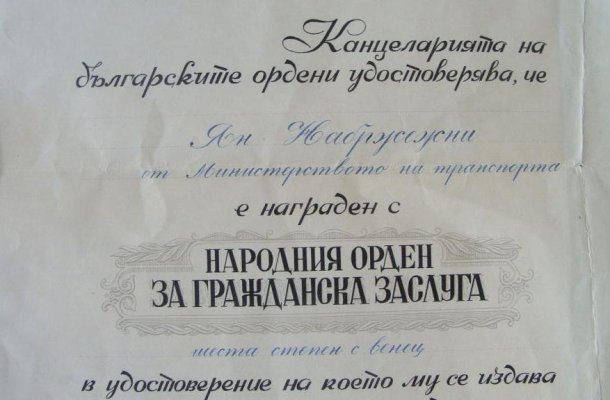 Канцеларията на
българските ордени удостоверява, че
Ян Набружежни
от Министерството на транспорта
е награден с
НАРОДНИЯ ОРДЕН
ЗА ГРАЖДАНСКА ЗАСЛУГА
шеста степен с венец
в удостоверение на което му се издава